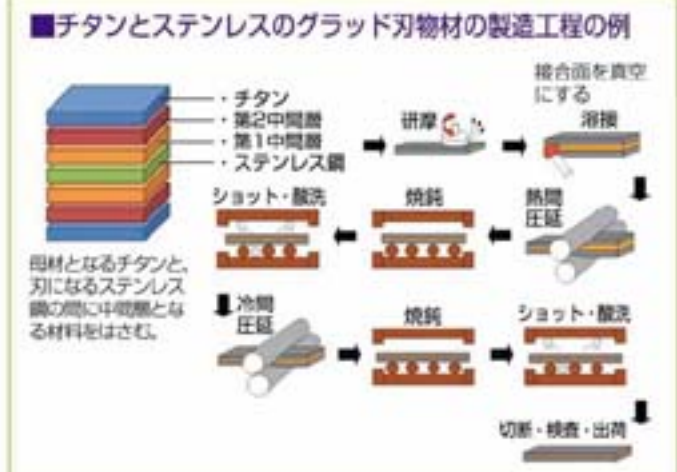 ■チタンとステンレスのグラッド刃物材の製造工程の例
・チタン
・第2中間層
・第1中間層
・ステンレス鋼
母材となるチタンと、
刃になるステンレス
鋼の間に中間層とな
る材料をはさむ。
研摩
接合面を真空
にする
溶接
熱間
圧延
焼鈍
ショット・酸洗
冷間
圧延
焼鈍
ショット・酸洗
切断・検査・出荷